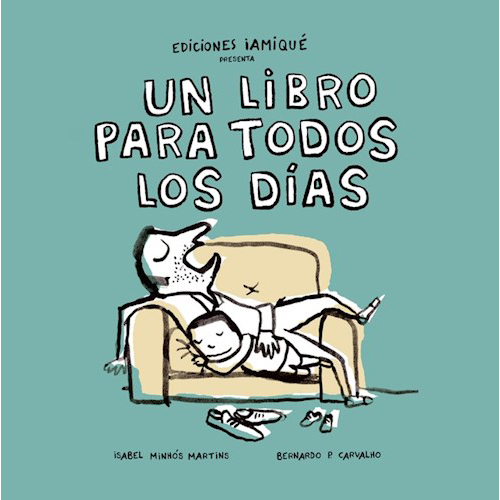 EDICIONES iAMiQUÉ
PRESENTA
UN LiBRO
PARA TODOS
LOS DÍAS
iSABEL MiNHÓS MARTiNS
BERNARDO P. CARVALHO